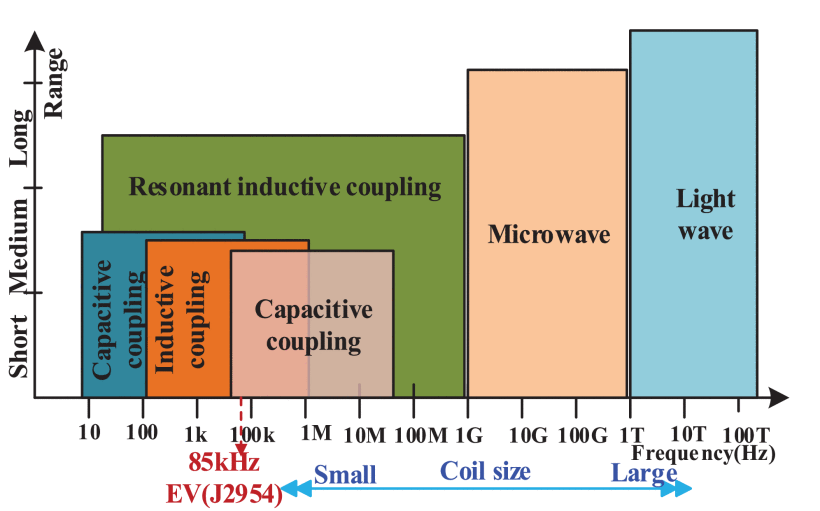 Range
Long
Medium
Short
Resonant inductive coupling
Capacitive
coupling
Inductive
coupling
Capacitive
coupling
Microwave
Light
wave
10 100 1k 100k 1M 10M 100M 1G 10G 100G 1T 10T 100T
Frequency(Hz)
85kHz
EV(J2954)
Small Coil size Large